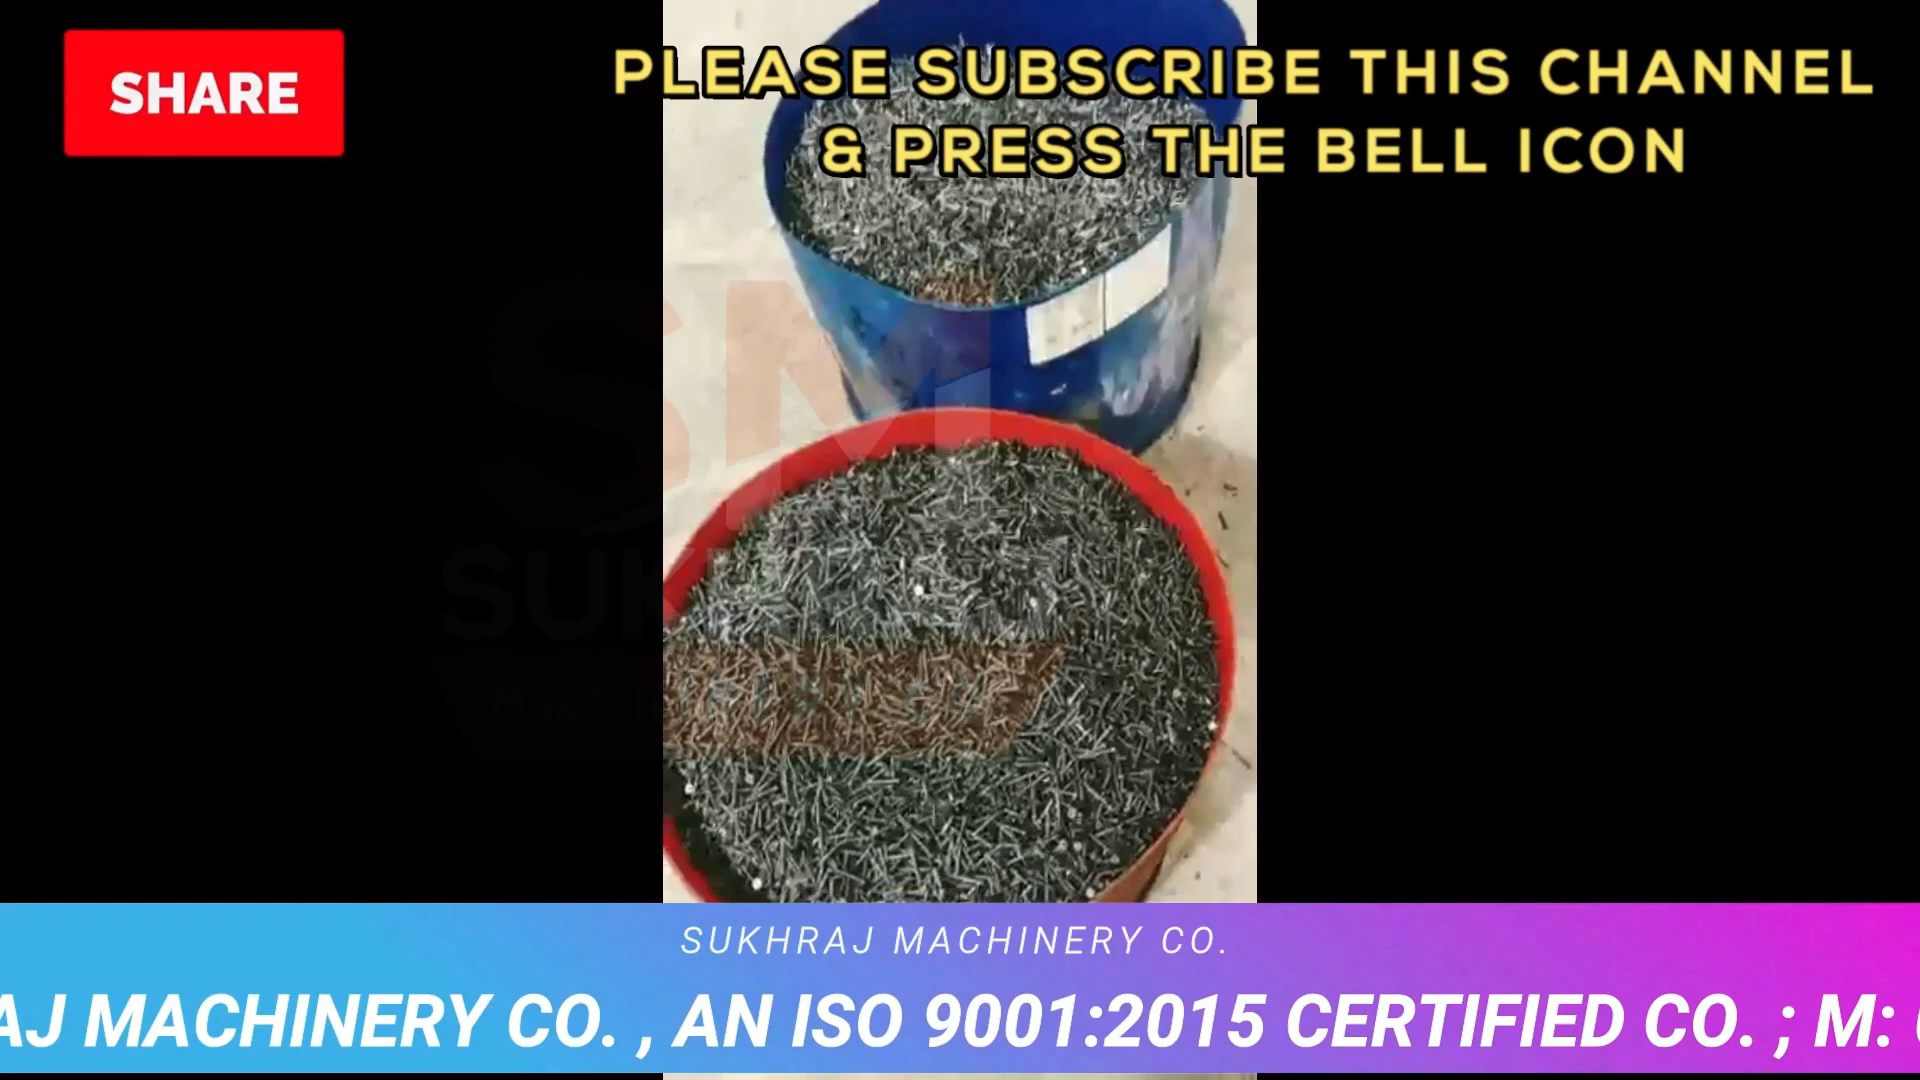 SHARE
PLEASE SUBSCRIBE THIS CHANNEL
& PRESS THE BELL ICON
SM
SUKHRAJ MACHINERY CO.
AJ MACHINERY CO. , AN ISO 9001:2015 CERTIFIED CO. ; M: